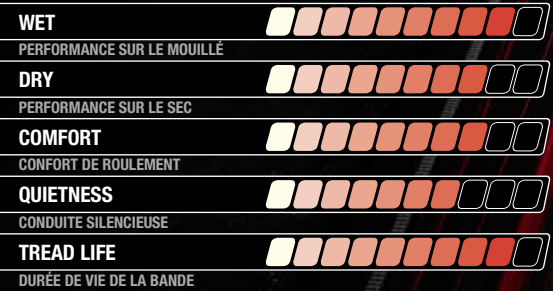 WET
PERFORMANCE SUR LE MOUILLÉ
DRY
PERFORMANCE SUR LE SEC
COMFORT
CONFORT DE ROULEMENT
QUIETNESS
CONDUITE SILENCIEUSE
TREAD LIFE
DURÉE DE VIE DE LA BANDE